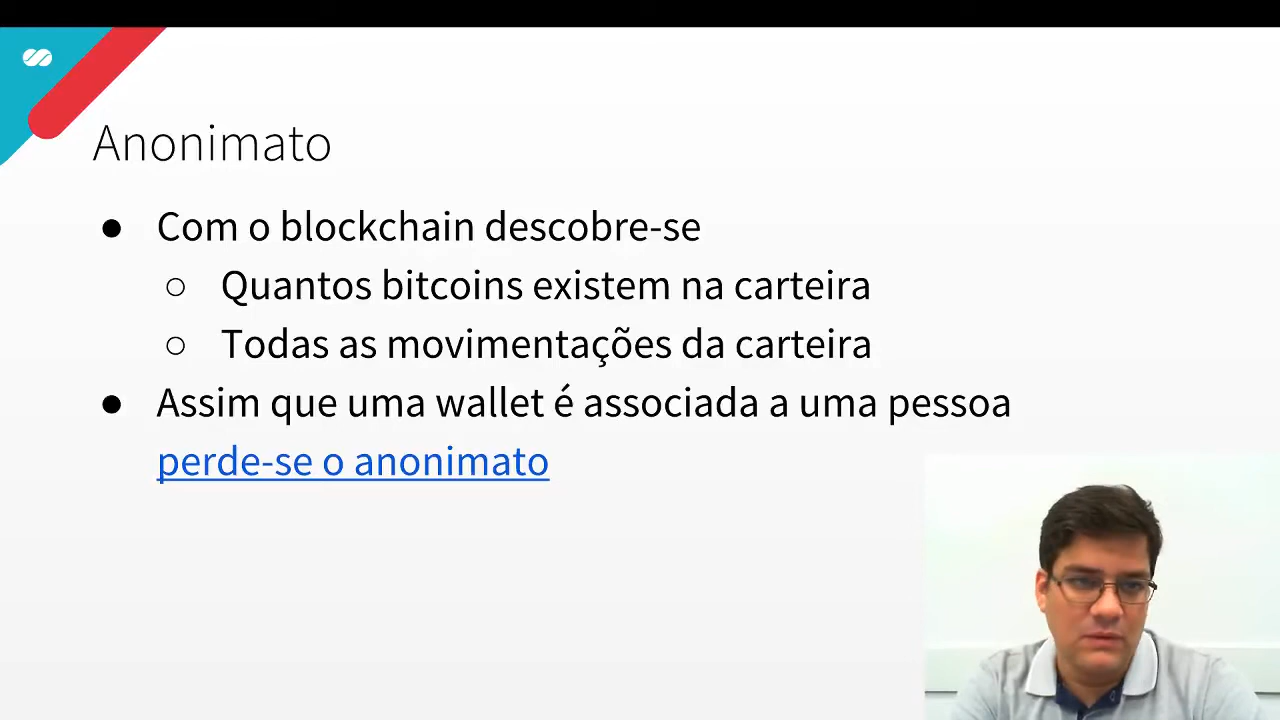 Anonimato
● Com o blockchain descobre-se
○ Quantos bitcoins existem na carteira
○ Todas as movimentações da carteira
● Assim que uma wallet é associada a uma pessoa
perde-se o anonimato